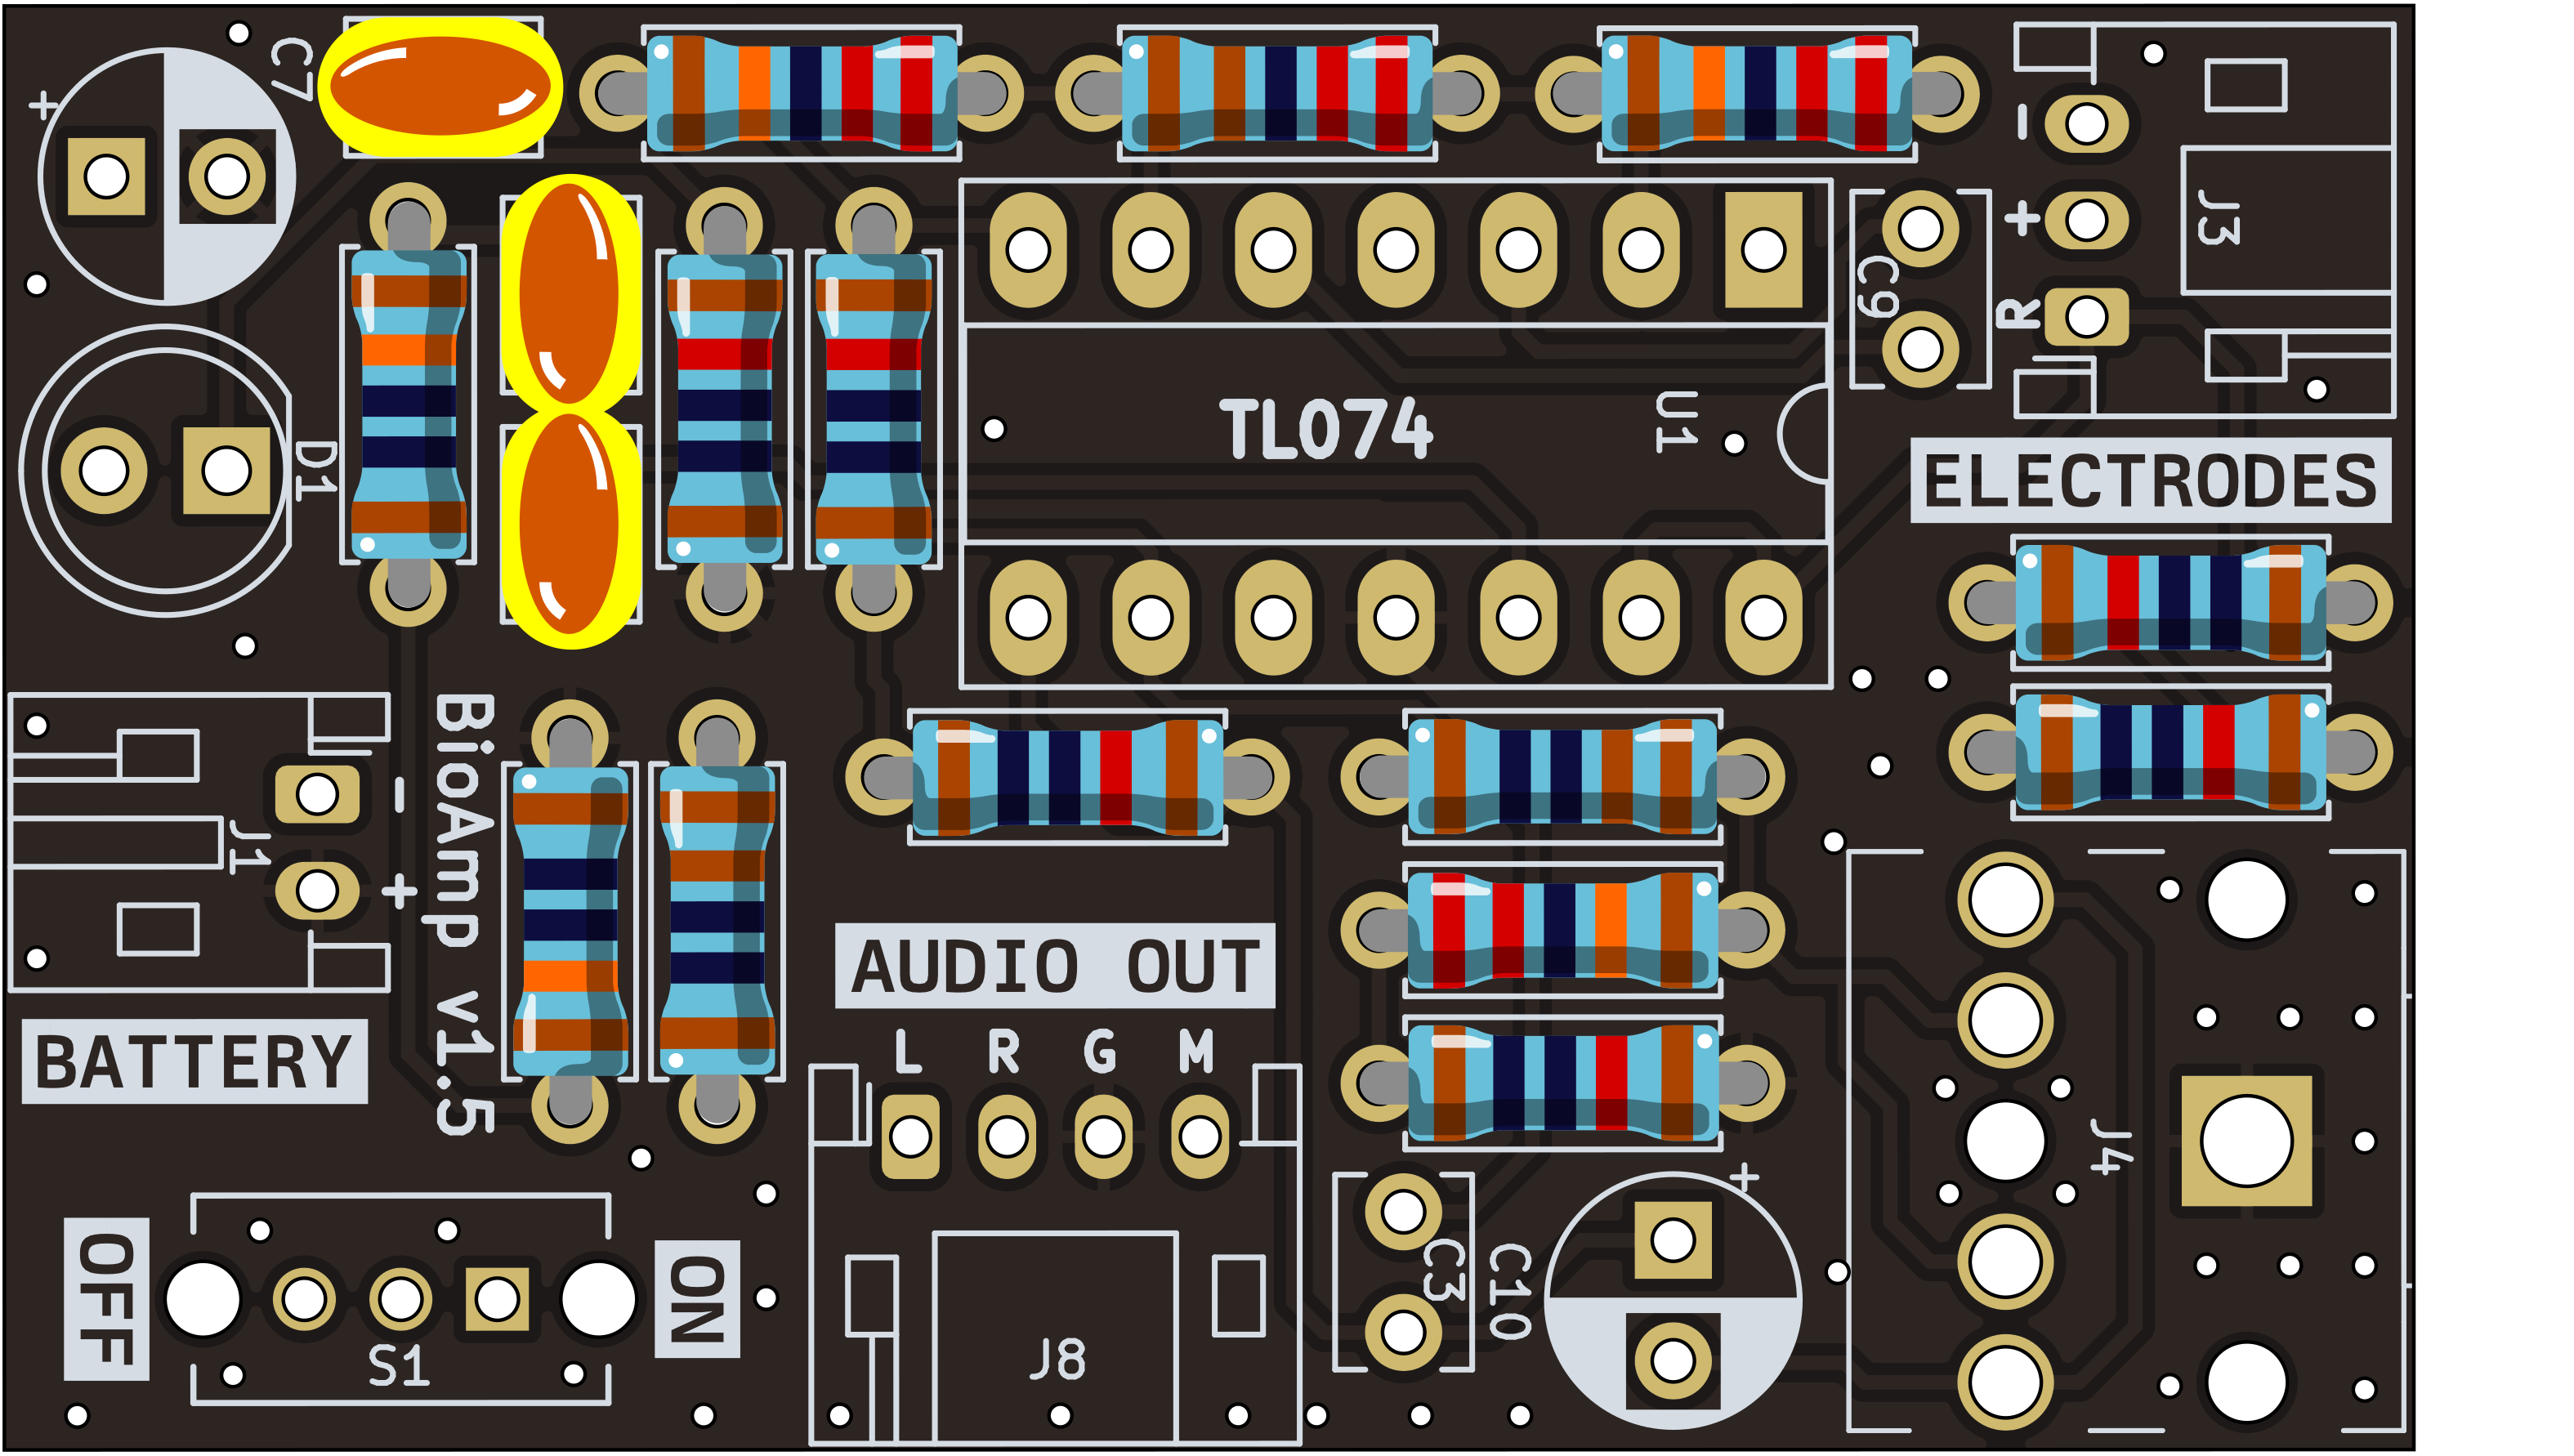 C7
+
-
+
R
J3
C9
TL074
U1
D1
ELECTRODES
J1
-
+
BioAmp v1.5
BATTERY
AUDIO OUT
L R G M
J4
OFF
ON
S1
J8
C3
C10
+